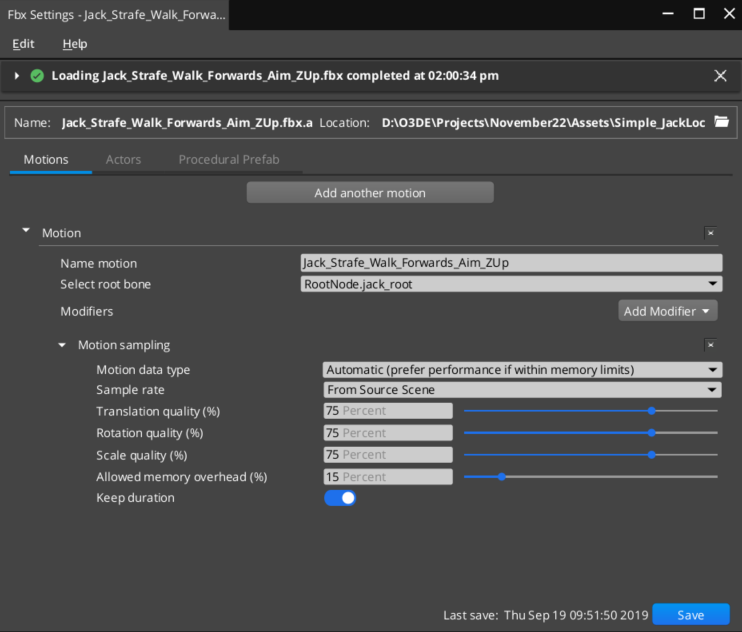 Fbx Settings - Jack_Strafe_Walk_Forwa...
Edit Help
Loading Jack_Strafe_Walk_Forwards_Aim_ZUp.fbx completed at 02:00:34 pm
Name: Jack_Strafe_Walk_Forwards_Aim_ZUp.fbx.a Location: D:\O3DE\Projects\November22\Assets\Simple_JackLoc
Motions Actors Procedural Prefab
Add another motion
Motion
Name motion Jack_Strafe_Walk_Forwards_Aim_ZUp
Select root bone RootNode.jack_root
Modifiers Add Modifier
Motion sampling
Motion data type Automatic (prefer performance if within memory limits)
Sample rate From Source Scene
Translation quality (%) 75 Percent
Rotation quality (%) 75 Percent
Scale quality (%) 75 Percent
Allowed memory overhead (%) 15 Percent
Keep duration
Last save: Thu Sep 19 09:51:50 2019 Save